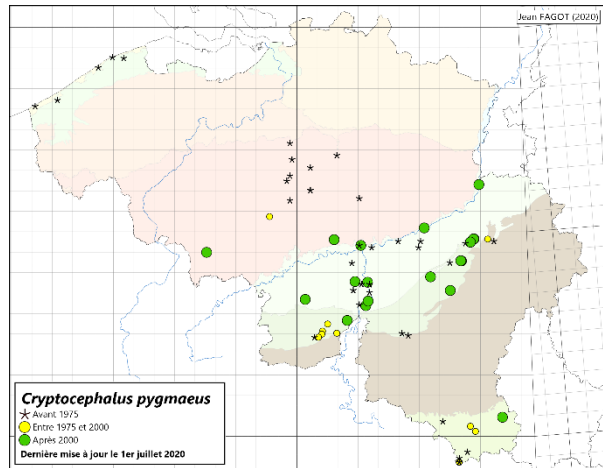 Jean FAGOT (2020)
Cryptocephalus pygmaeus
Avant 1975
Entre 1975 et 2000
Après 2000
Dernière mise à jour le 1er juillet 2020